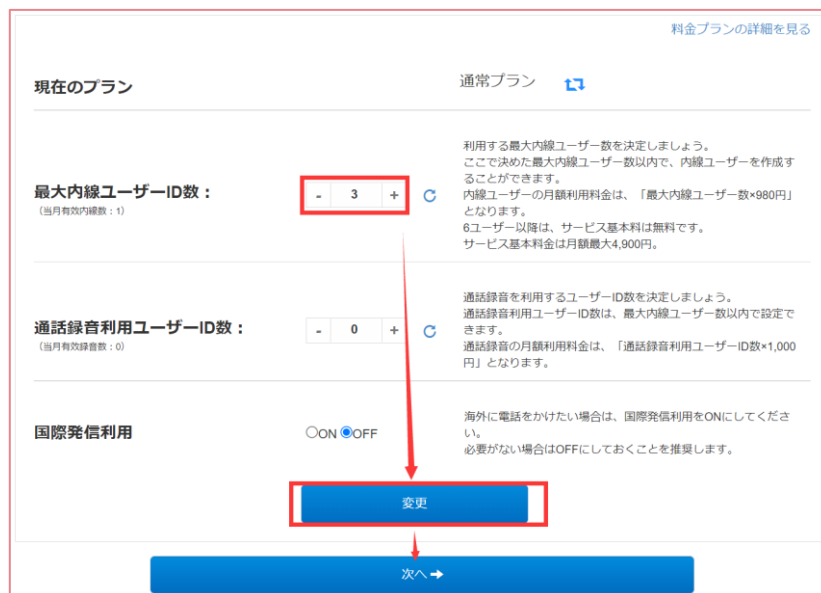 料金プランの詳細を見る
現在のプラン
通常プラン
最大内線ユーザーID数：
（当月有効内線数：1）
- 3 +
利用する最大内線ユーザー数を決定しましょう。
ここで決めた最大内線ユーザー数以内で、内線ユーザーを作成す
ることができます。
内線ユーザーの月額利用料金は、「最大内線ユーザー数×980円」
となります。
6ユーザー以降は、サービス基本料は無料です。
サービス基本料金は月額最大4,900円。
通話録音利用ユーザーID数：
（当月有効録音数：0）
- 0 +
通話録音を利用するユーザーID数を決定しましょう。
通話録音利用ユーザーID数は、最大内線ユーザー数以内で設定で
きます。
通話録音の月額利用料金は、「通話録音利用ユーザーID数×1,000
円」となります。
国際発信利用
ON OFF
海外に電話をかけたい場合は、国際発信利用をONにしてくださ
い。
必要がない場合はOFFにしておくことを推奨します。
変更
次へ➔